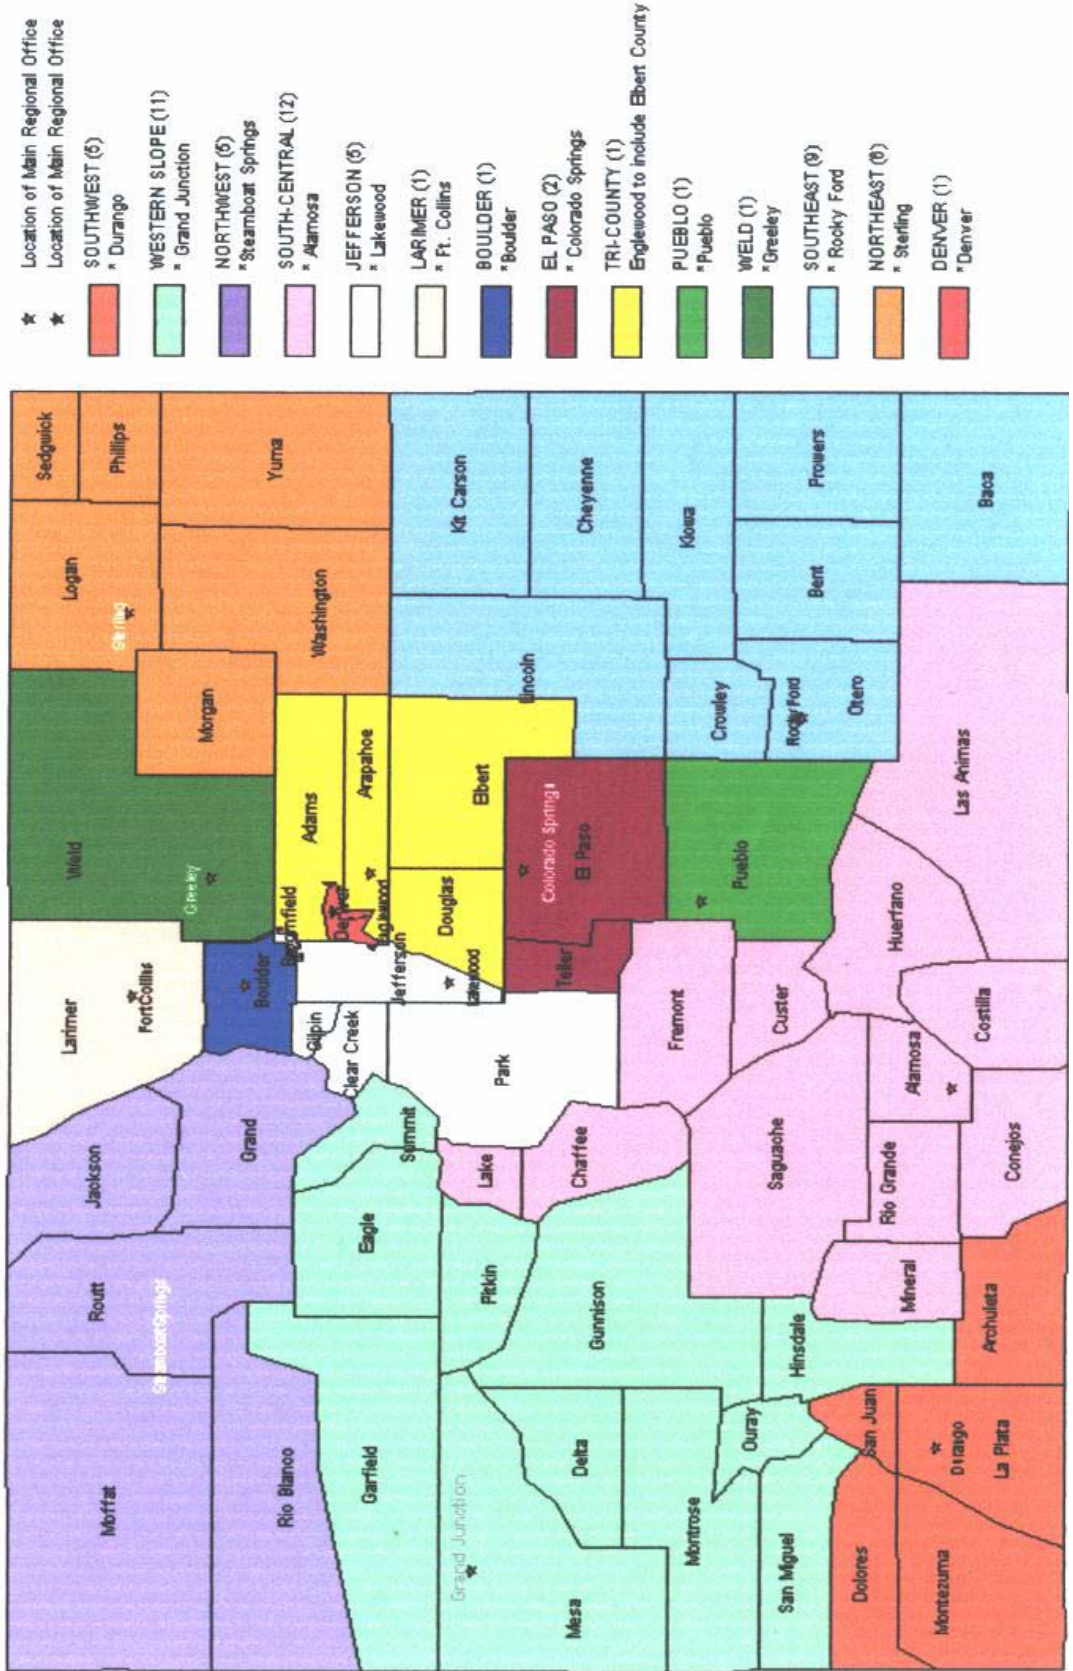 Location of Main Regional Office
Location of Main Regional Office
SOUTHWEST (5)
* Durango
WESTERN SLOPE (11)
* Grand Junction
NORTHWEST (5)
*Steamboat Springs
SOUTH-CENTRAL (12)
* Alamosa
JEFFERSON (5)
* Lakewood
LARIMER (1)
* Ft. Collins
BOULDER (1)
*Boulder
EL PASO (2)
* Colorado Springs
TRI-COUNTY (1)
Englewood to include Elbert County
PUEBLO (1)
*Pueblo
WELD (1)
*Greeley
SOUTHEAST (9)
* Rocky Ford
NORTHEAST (6)
* Sterling
DENVER (1)
*Denver
Moffat
Routt
Steamboat Springs
Jackson
Larimer
Fort Collins
Weld
Greeley
Logan
Sterling
Sedgwick
Phillips
Rio Blanco
Grand
Boulder
Morgan
Washington
Yuma
Garfield
Eagle
Summit
Gilpin
Clear Creek
Broomfield
Adams
Arapahoe
Denver
Englewood
Jefferson
Lakewood
Douglas
Elbert
Lincoln
Kit Carson
Grand Junction
Mesa
Delta
Pitkin
Lake
Park
Teller
Colorado Springs
El Paso
Cheyenne
Gunnison
Chaffee
Fremont
Montrose
Ouray
Hinsdale
Saguache
Custer
Pueblo
Crowley
Kiowa
San Miguel
Dolores
San Juan
Mineral
Rio Grande
Alamosa
Huerfano
Rocky Ford
Otero
Bent
Prowers
Montezuma
Durango
La Plata
Archuleta
Conejos
Costilla
Las Animas
Baca